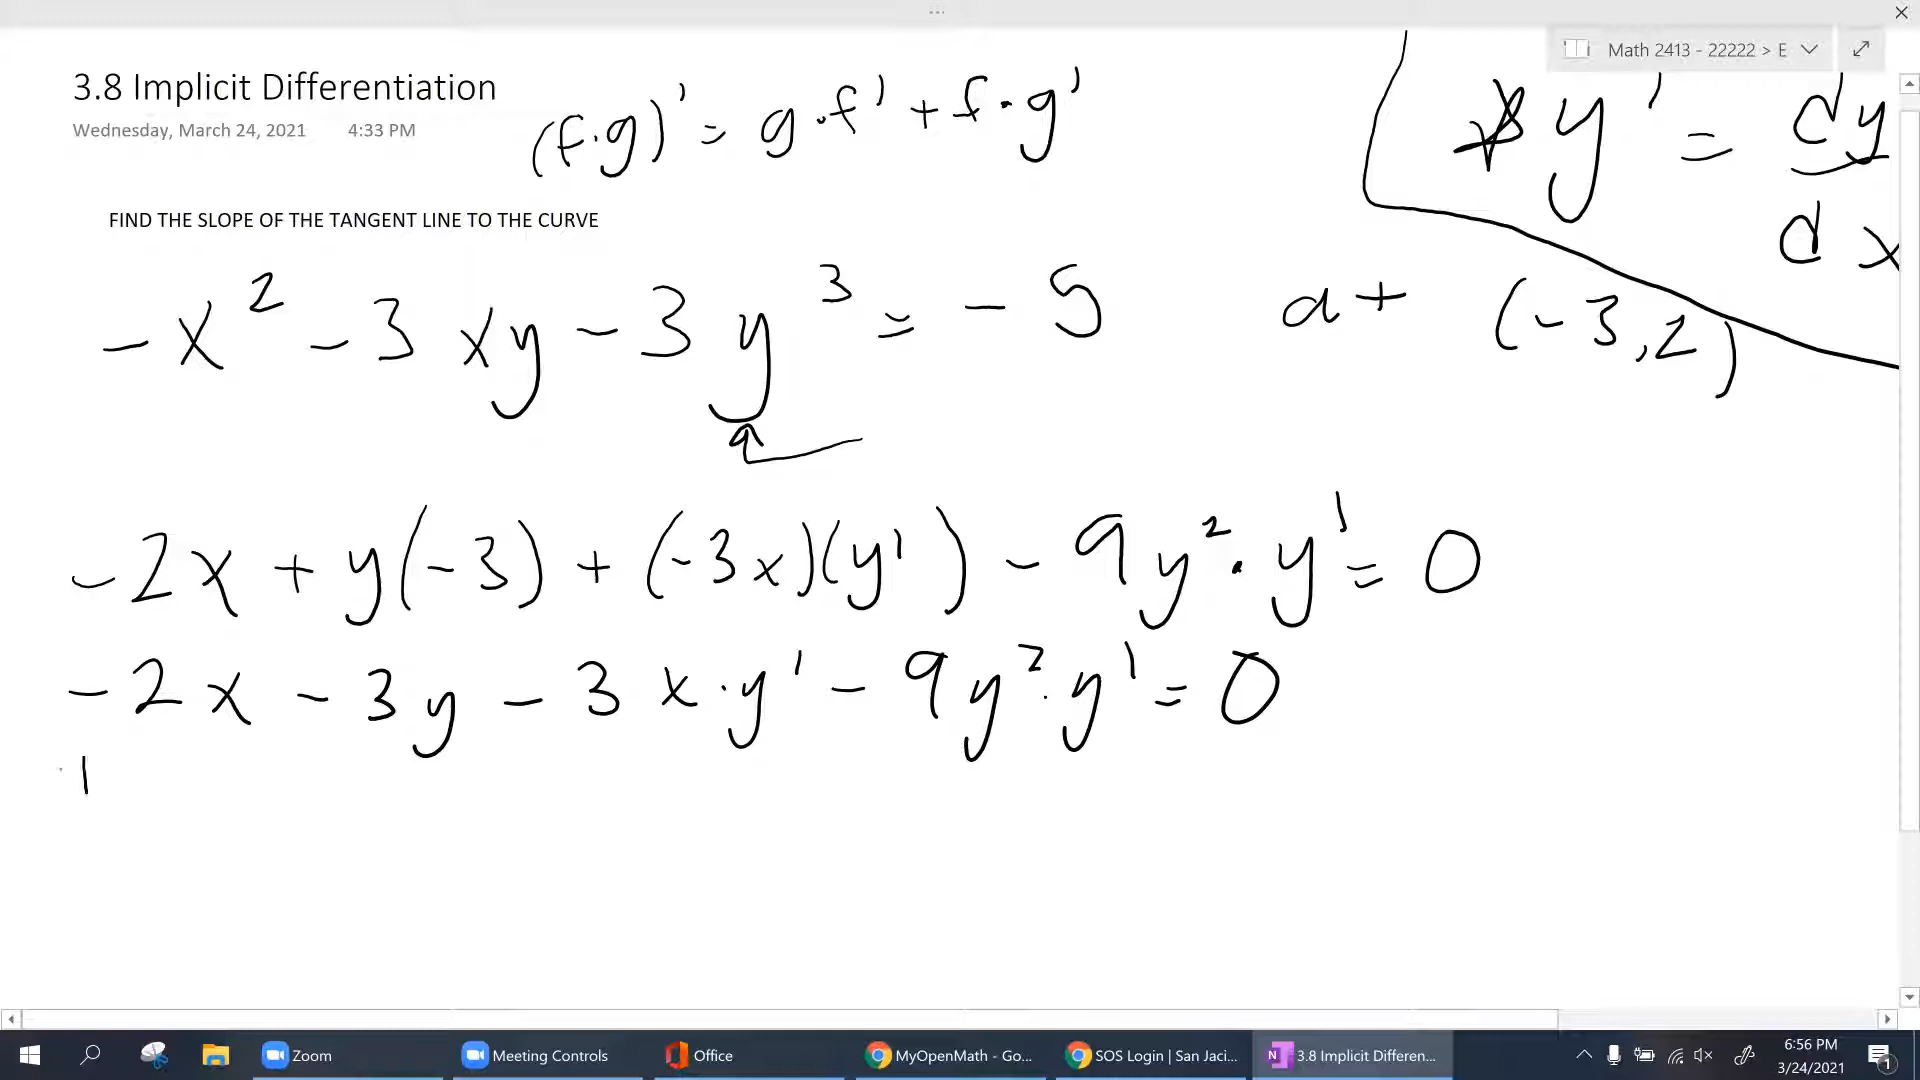 Math 2413 - 22222 > E
3.8 Implicit Differentiation
Wednesday, March 24, 2021 4:33 PM
(f·g)' = g·f' + f·g'
* y' = dy
dx
FIND THE SLOPE OF THE TANGENT LINE TO THE CURVE
-x² - 3xy - 3y³ = -5 at (-3,2)
-2x + y(-3) + (-3x)(y') - 9y²·y' = 0
-2x - 3y - 3x·y' - 9y²·y' = 0
Zoom Meeting Controls Office MyOpenMath - Go... SOS Login | San Jaci... 3.8 Implicit Differen... 6:56 PM
3/24/2021 1